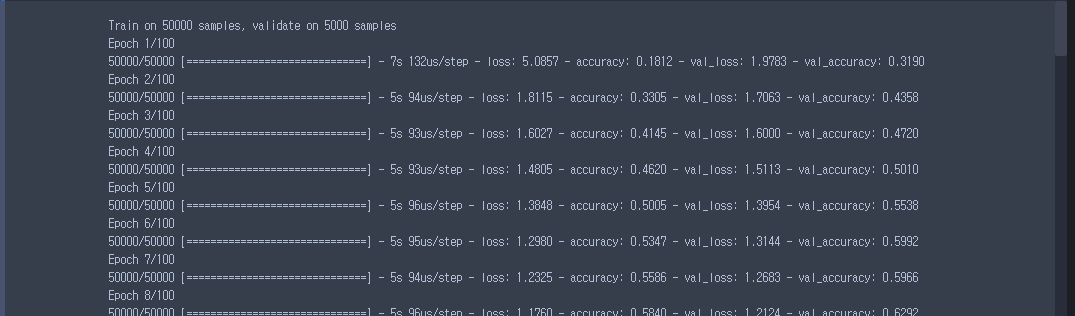 Train on 50000 samples, validate on 5000 samples
Epoch 1/100
50000/50000 [==============================] - 7s 132us/step - loss: 5.0857 - accuracy: 0.1812 - val_loss: 1.9783 - val_accuracy: 0.3190
Epoch 2/100
50000/50000 [==============================] - 5s 94us/step - loss: 1.8115 - accuracy: 0.3305 - val_loss: 1.7063 - val_accuracy: 0.4358
Epoch 3/100
50000/50000 [==============================] - 5s 93us/step - loss: 1.6027 - accuracy: 0.4145 - val_loss: 1.6000 - val_accuracy: 0.4720
Epoch 4/100
50000/50000 [==============================] - 5s 93us/step - loss: 1.4805 - accuracy: 0.4620 - val_loss: 1.5113 - val_accuracy: 0.5010
Epoch 5/100
50000/50000 [==============================] - 5s 96us/step - loss: 1.3848 - accuracy: 0.5005 - val_loss: 1.3954 - val_accuracy: 0.5538
Epoch 6/100
50000/50000 [==============================] - 5s 95us/step - loss: 1.2980 - accuracy: 0.5347 - val_loss: 1.3144 - val_accuracy: 0.5992
Epoch 7/100
50000/50000 [==============================] - 5s 94us/step - loss: 1.2325 - accuracy: 0.5586 - val_loss: 1.2683 - val_accuracy: 0.5966
Epoch 8/100
50000/50000 [==============================] - 5s 96us/step - loss: 1.1760 - accuracy: 0.5840 - val_loss: 1.2124 - val_accuracy: 0.6292